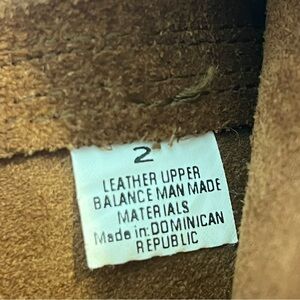 2
LEATHER UPPER
BALANCE MAN MADE
MATERIALS
Made in:DOMINICAN
REPUBLIC